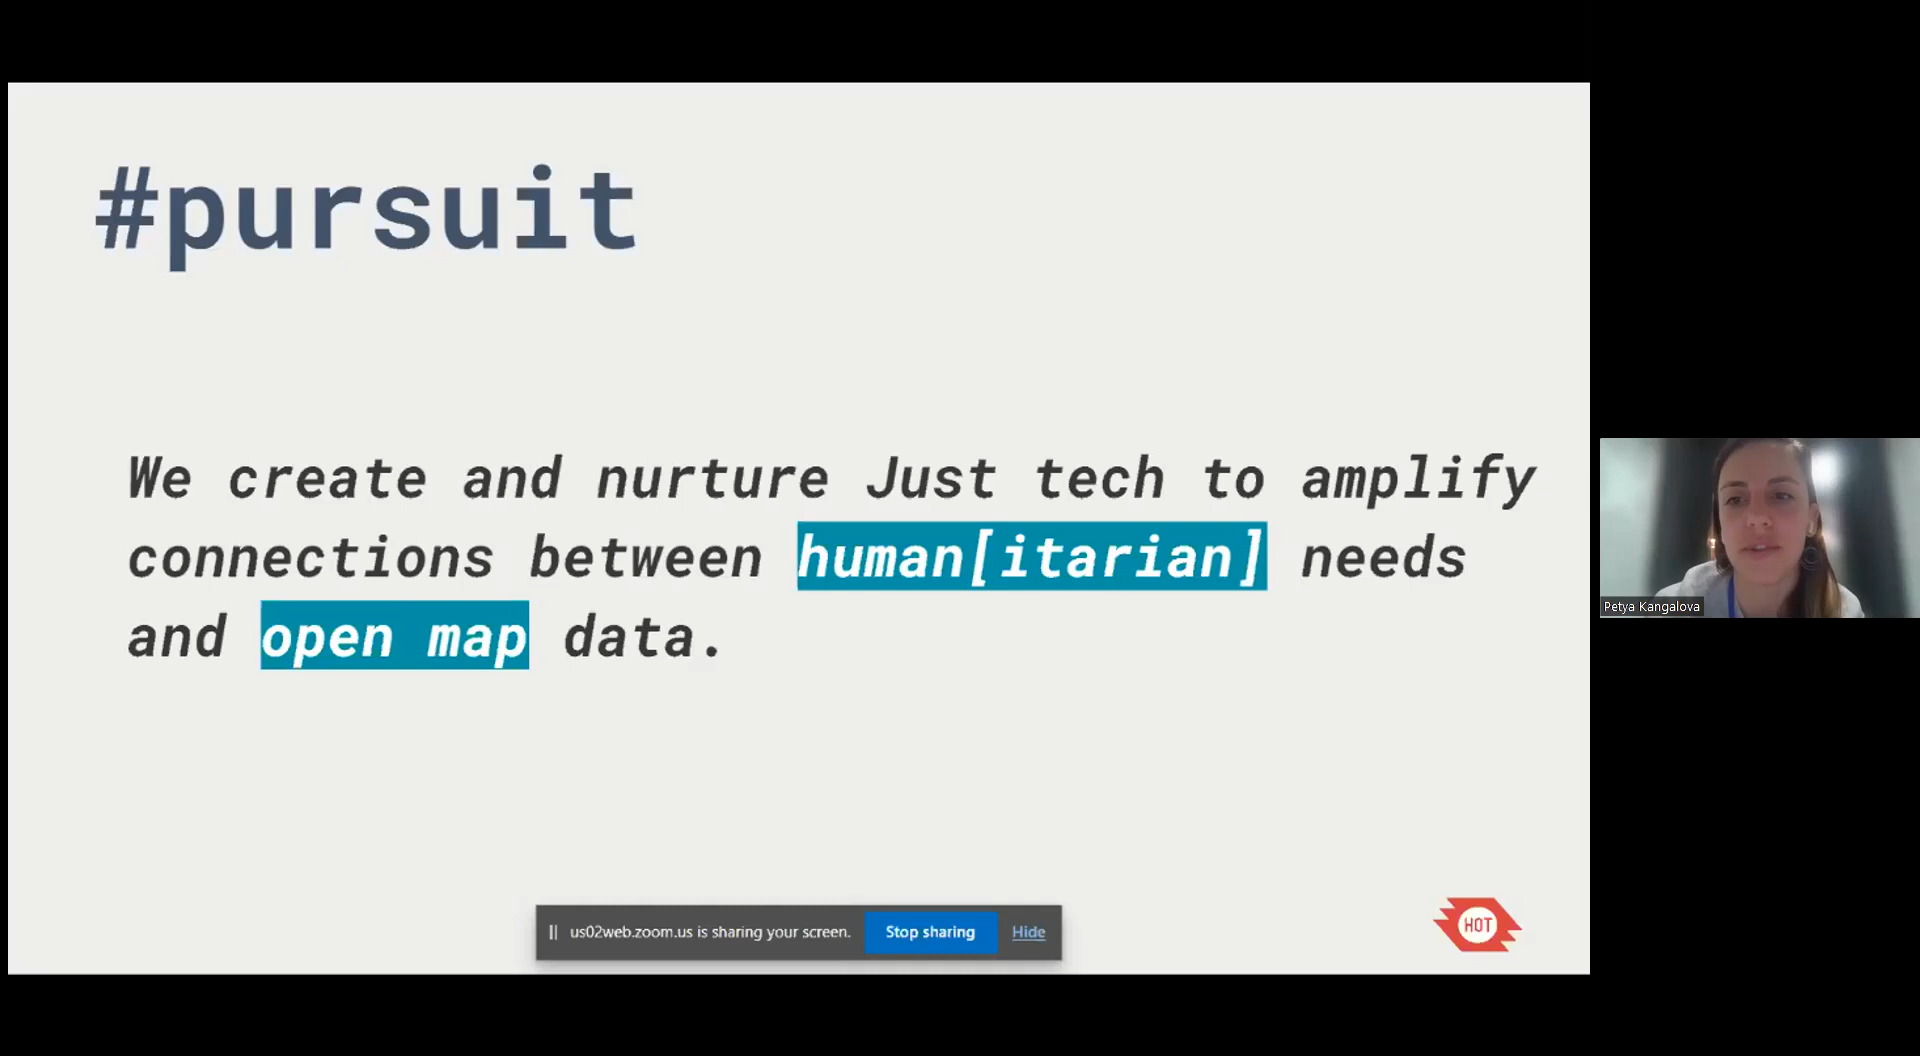 #pursuit
We create and nurture Just tech to amplify
connections between human[itarian] needs
and open map data.
Petya Kangalova
us02web.zoom.us is sharing your screen. Stop sharing Hide
HOT